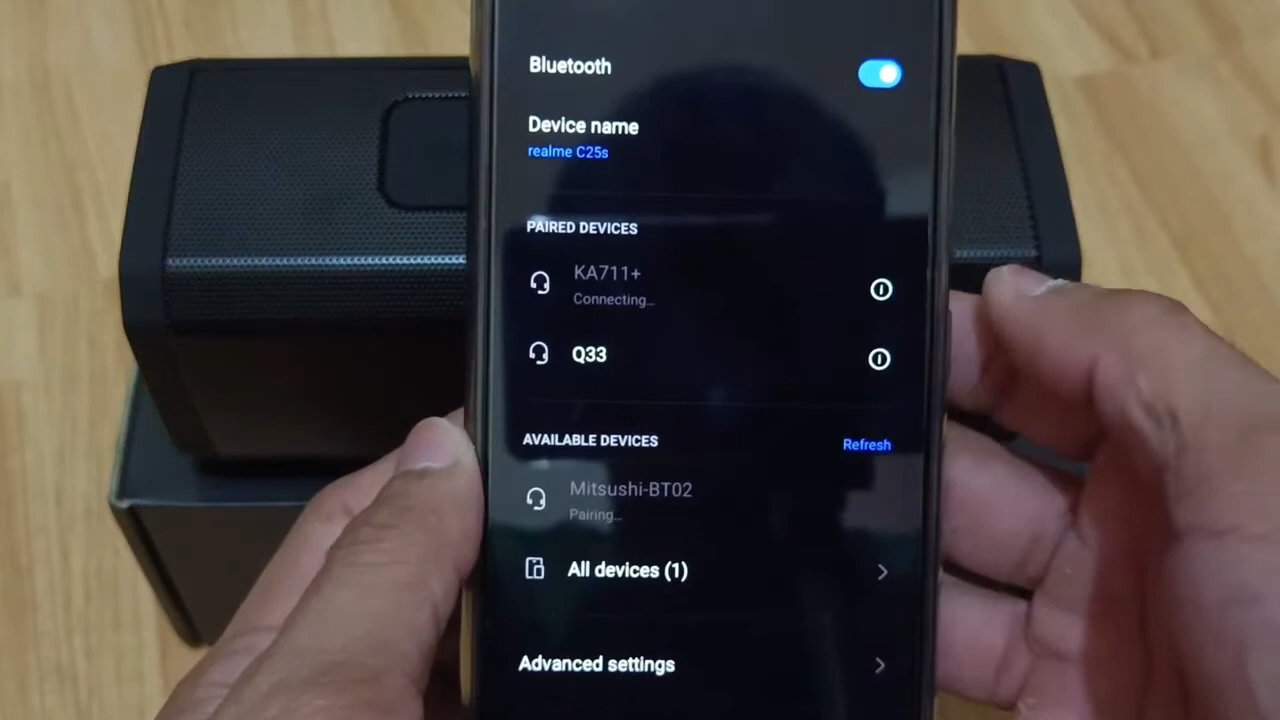 Bluetooth
Device name
realme C25s
PAIRED DEVICES
KA711+
Connecting...
Q33
AVAILABLE DEVICES
Refresh
Mitsushi-BT02
Pairing...
All devices (1)
Advanced settings